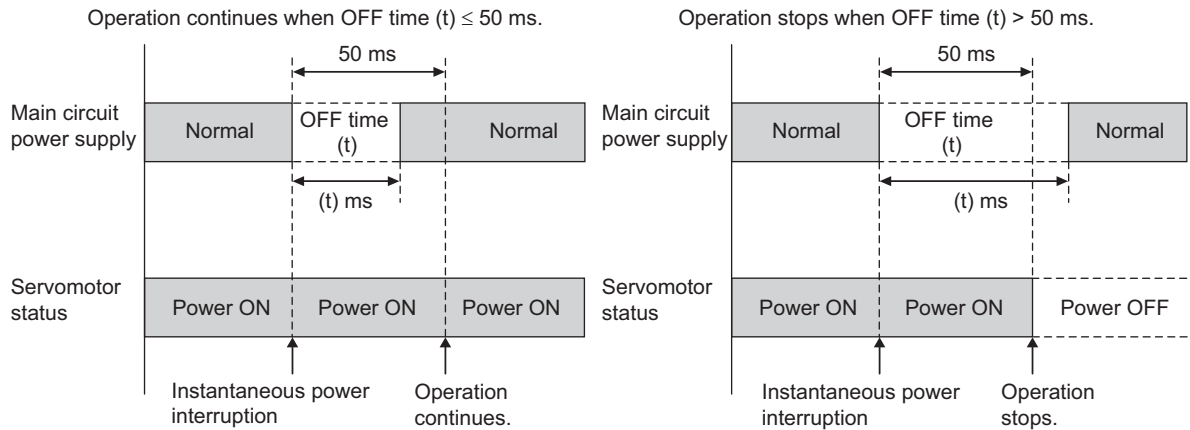 Operation continues when OFF time (t) ≤ 50 ms.
50 ms
Main circuit
power supply
Normal
OFF time
(t)
Normal
(t) ms
Servomotor
status
Power ON
Power ON
Power ON
Instantaneous power
interruption
Operation
continues.
Operation stops when OFF time (t) > 50 ms.
50 ms
Main circuit
power supply
Normal
OFF time
(t)
Normal
(t) ms
Servomotor
status
Power ON
Power ON
Power OFF
Instantaneous power
interruption
Operation
stops.